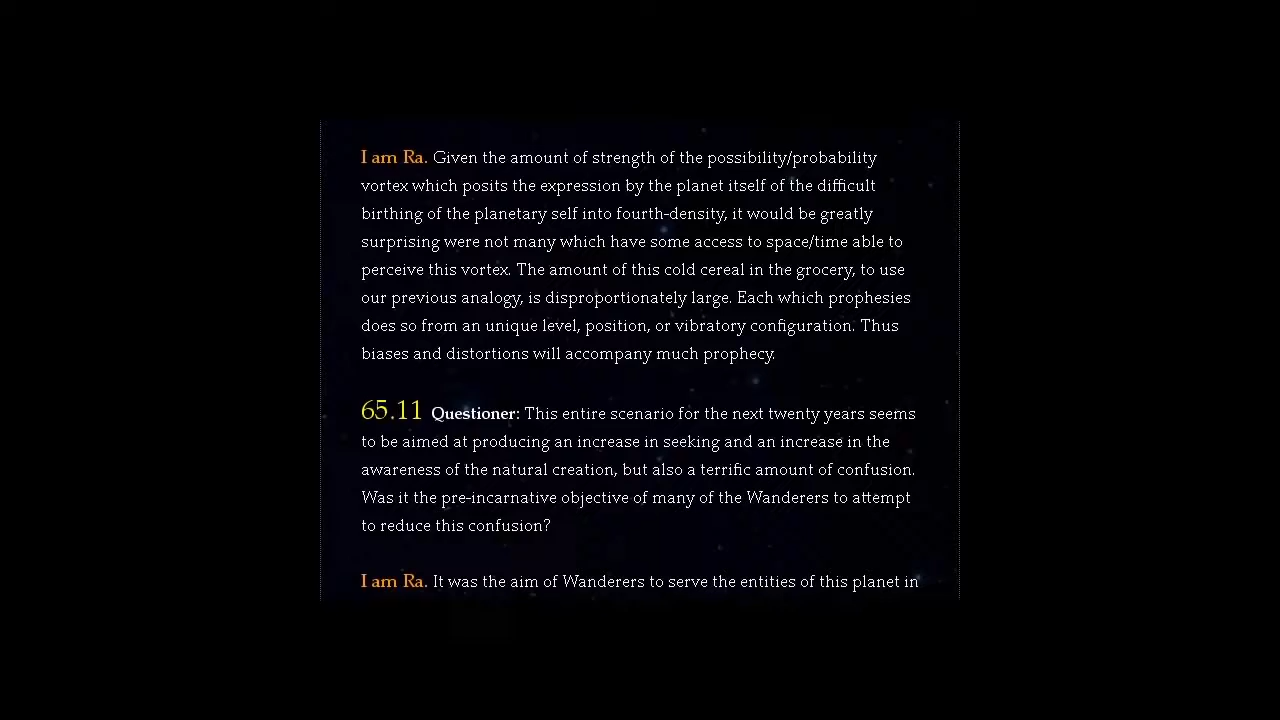 I am Ra. Given the amount of strength of the possibility/probability
vortex which posits the expression by the planet itself of the difficult
birthing of the planetary self into fourth-density, it would be greatly
surprising were not many which have some access to space/time able to
perceive this vortex. The amount of this cold cereal in the grocery, to use
our previous analogy, is disproportionately large. Each which prophesies
does so from an unique level, position, or vibratory configuration. Thus
biases and distortions will accompany much prophecy.
65.11 Questioner: This entire scenario for the next twenty years seems
to be aimed at producing an increase in seeking and an increase in the
awareness of the natural creation, but also a terrific amount of confusion.
Was it the pre-incarnative objective of many of the Wanderers to attempt
to reduce this confusion?
I am Ra. It was the aim of Wanderers to serve the entities of this planet in